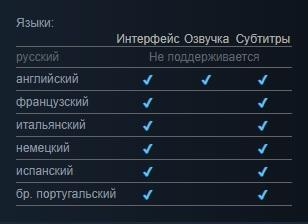 Языки:
Интерфейс Озвучка Субтитры
русский Не поддерживается
английский ✔ ✔ ✔
французский ✔ ✔
итальянский ✔ ✔
немецкий ✔ ✔
испанский ✔ ✔
бр. португальский ✔ ✔